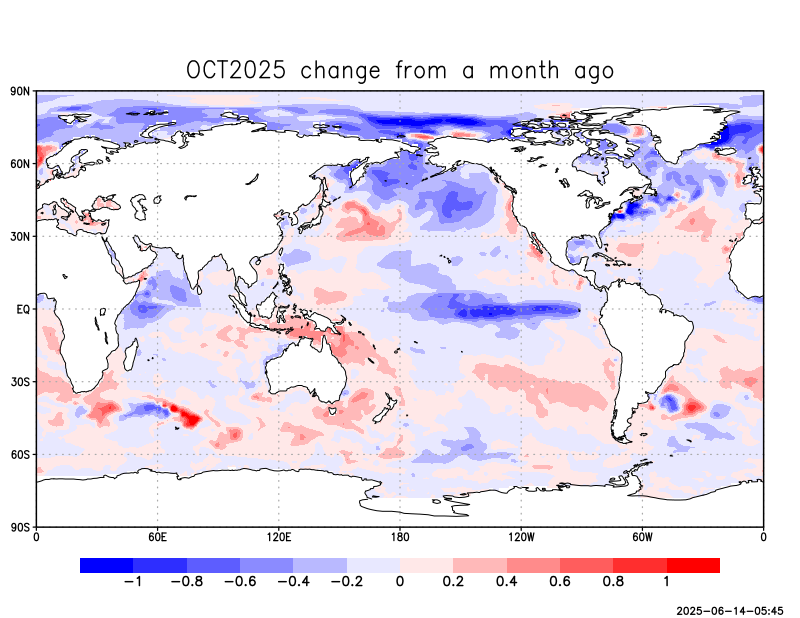 OCT2025 change from a month ago
90N
60N
30N
EQ
30S
60S
90S
0 60E 120E 180 120W 60W 0
-1 -0.8 -0.6 -0.4 -0.2 0 0.2 0.4 0.6 0.8 1
2025-06-14-05:45